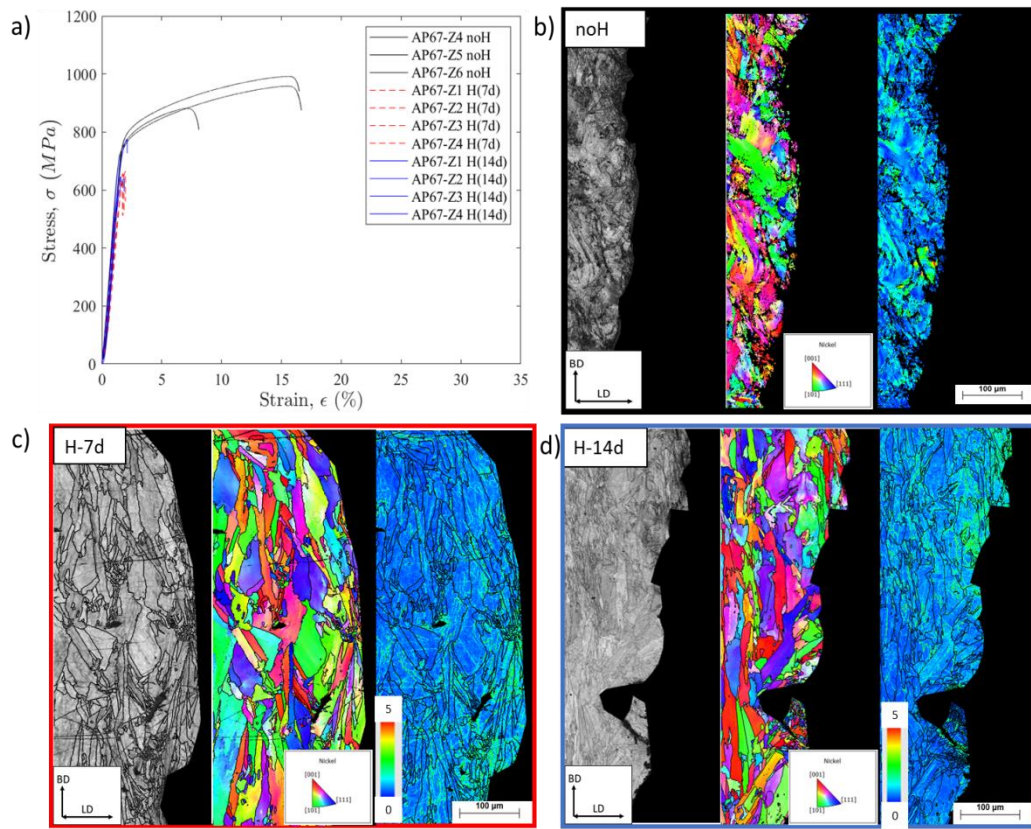 a)
1200
1000
800
600
400
200
0
Stress, σ (MPa)
0 5 10 15 20 25 30 35
Strain, ϵ (%)
AP67-Z4 noH
AP67-Z5 noH
AP67-Z6 noH
AP67-Z1 H(7d)
AP67-Z2 H(7d)
AP67-Z3 H(7d)
AP67-Z4 H(7d)
AP67-Z1 H(14d)
AP67-Z2 H(14d)
AP67-Z3 H(14d)
AP67-Z4 H(14d)
b)
noH
BD
LD
Nickel
[001]
[111]
[101]
100 µm
c)
H-7d
BD
LD
Nickel
[001]
[111]
[101]
5
0
100 µm
d)
H-14d
BD
LD
Nickel
[001]
[111]
[101]
5
0
100 µm